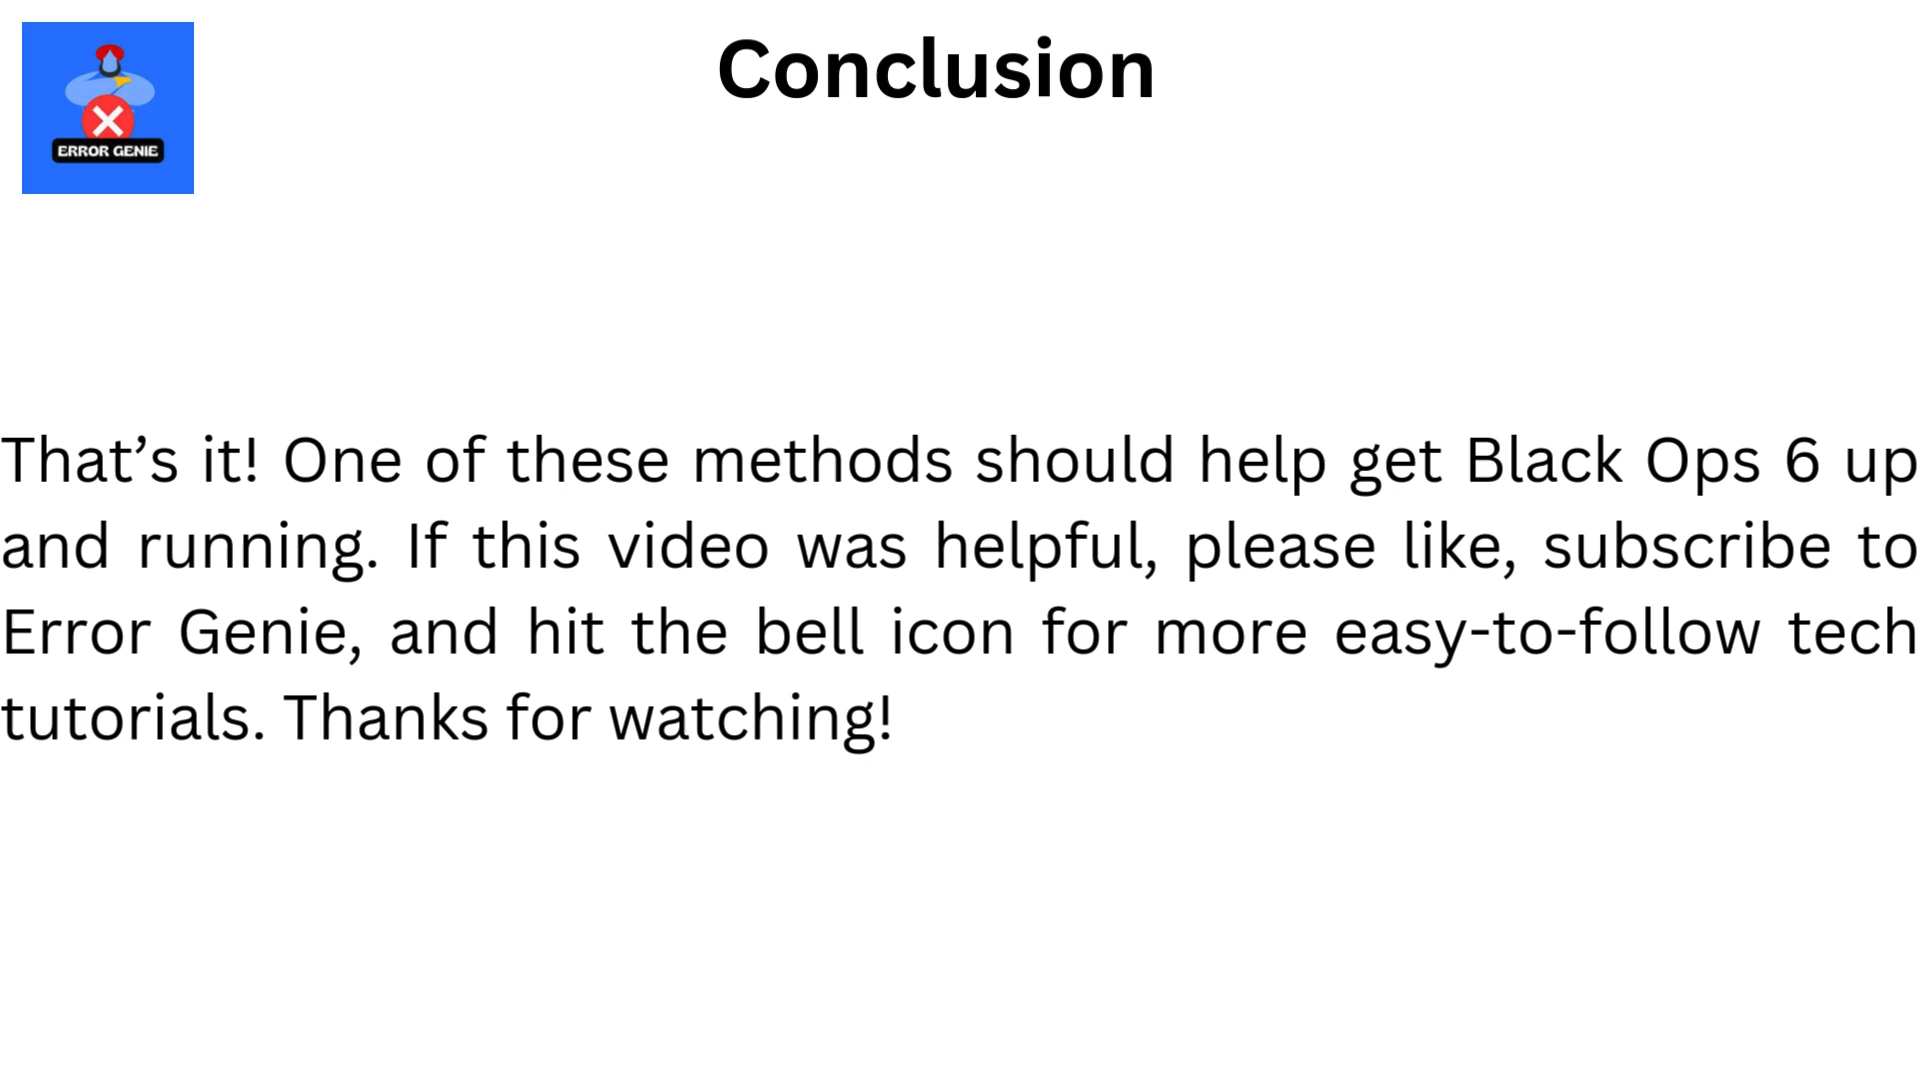 Conclusion
ERROR GENIE
That’s it! One of these methods should help get Black Ops 6 up
and running. If this video was helpful, please like, subscribe to
Error Genie, and hit the bell icon for more easy-to-follow tech
tutorials. Thanks for watching!